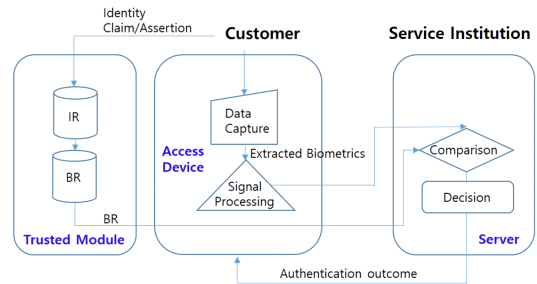 Identity
Claim/Assertion
Customer
Service Institution
IR
BR
BR
Trusted Module
Data
Capture
Access
Device
Extracted Biometrics
Signal
Processing
Comparison
Decision
Server
Authentication outcome